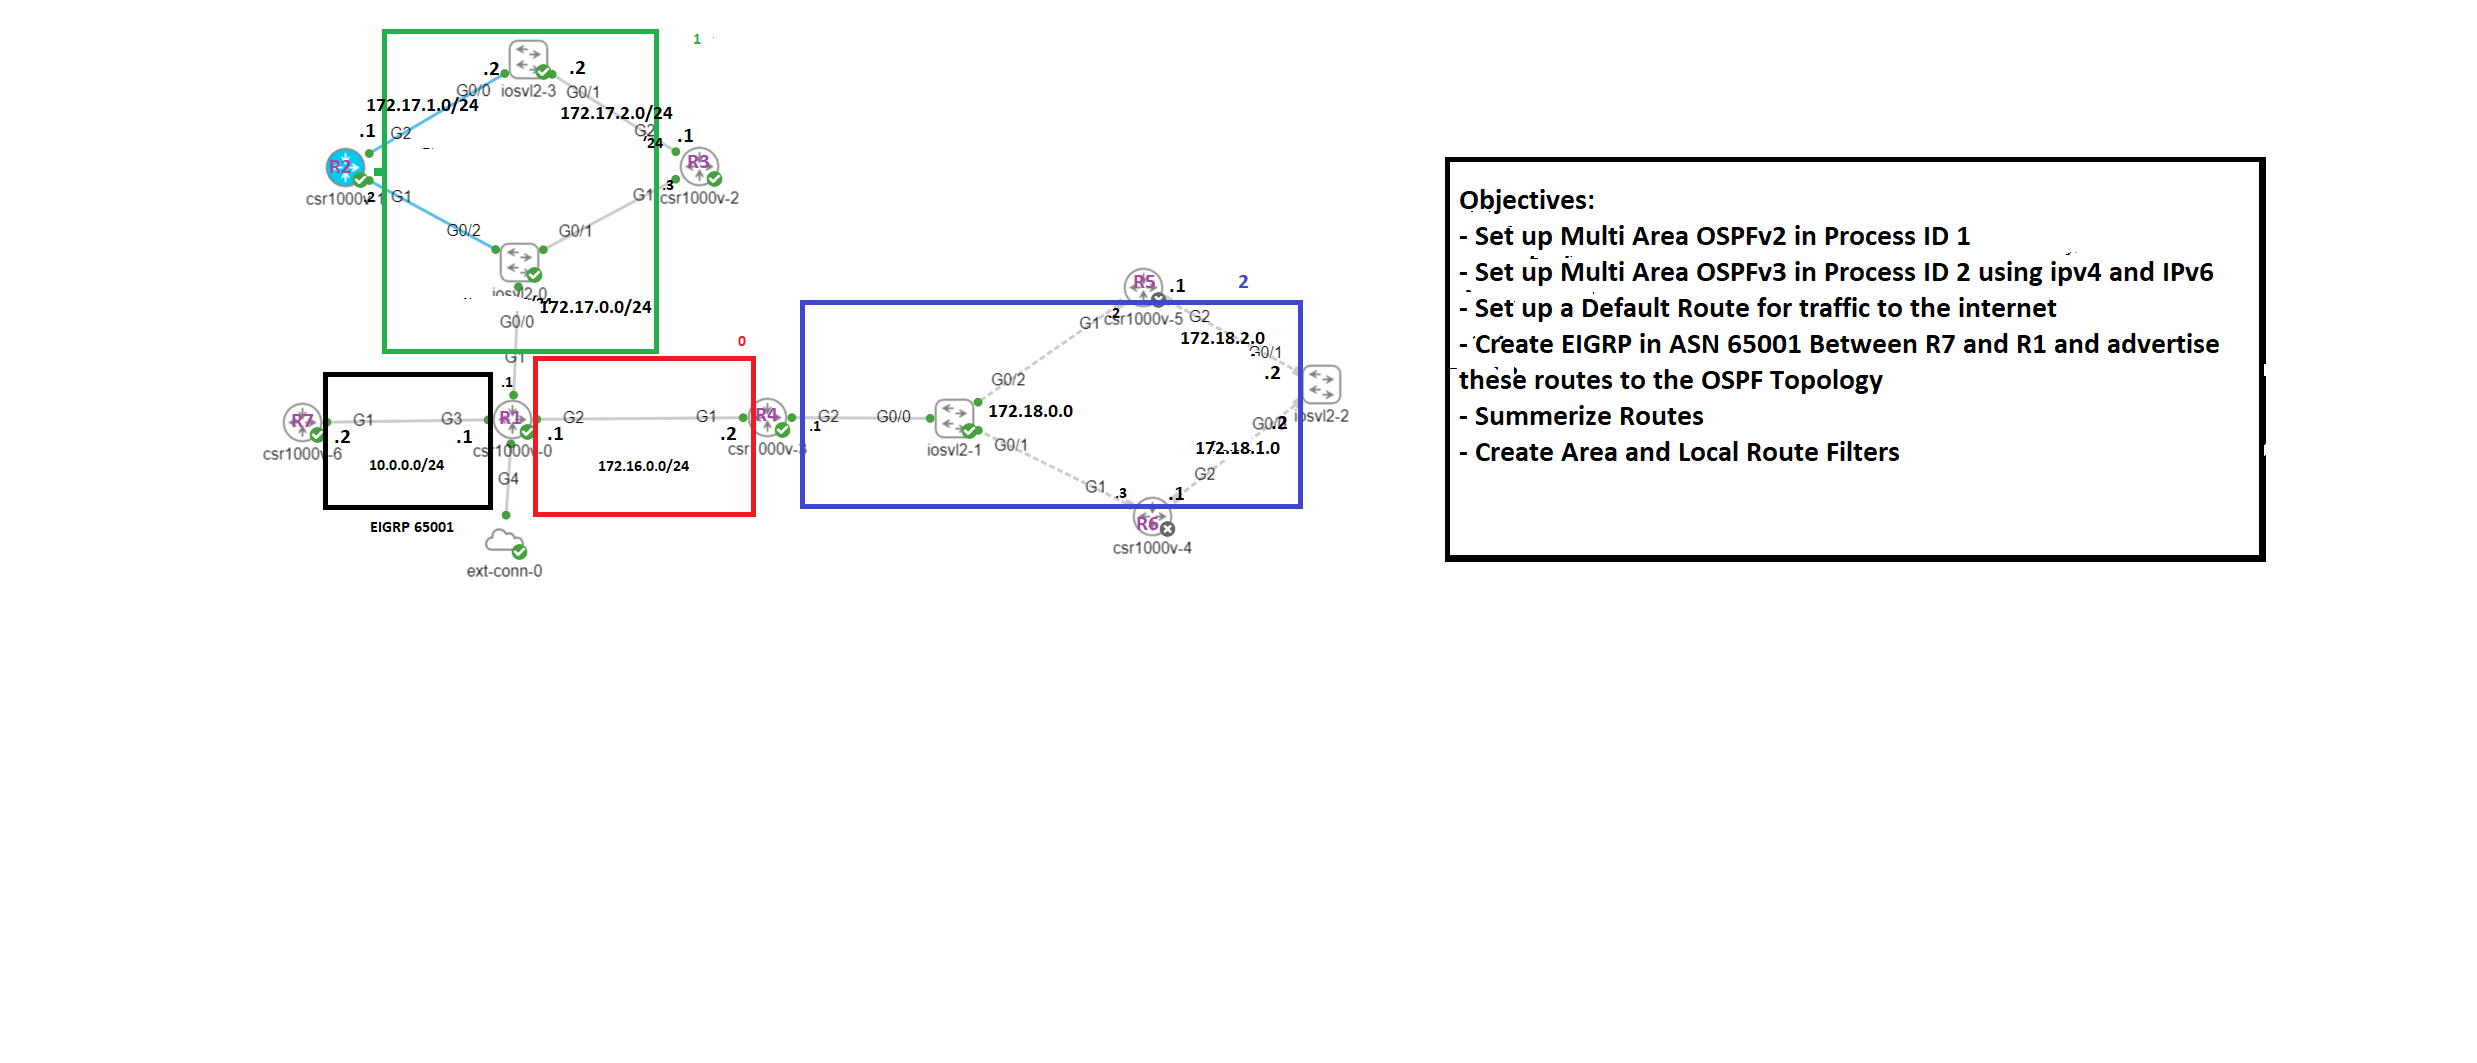 1
.2
.2
G0/0
iosvl2-3
G0/1
172.17.1.0/24
172.17.2.0/24
.1
G2
G2
.1
/24
R2
R3
csr1000v-1
.2
G1
G1
.3
csr1000v-2
G0/2
G0/1
iosvl2-0
172.17.0.0/24
G0/0
G1
0
.1
R7
G1
G3
R1
G2
G1
R4
G2
G0/0
.2
.1
.1
.2
.1
csr1000v-6
csr1000v-0
csr1000v-3
10.0.0.0/24
172.16.0.0/24
G4
EIGRP 65001
ext-conn-0
R5
.1
2
G1
.2
csr1000v-5
G2
172.18.2.0
G0/1
.2
G0/2
172.18.0.0
iosvl2-2
.2
iosvl2-1
G0/1
172.18.1.0
G2
G1
.3
.1
R6
csr1000v-4
Objectives:
- Set up Multi Area OSPFv2 in Process ID 1
- Set up Multi Area OSPFv3 in Process ID 2 using ipv4 and IPv6
- Set up a Default Route for traffic to the internet
- Create EIGRP in ASN 65001 Between R7 and R1 and advertise
these routes to the OSPF Topology
- Summerize Routes
- Create Area and Local Route Filters